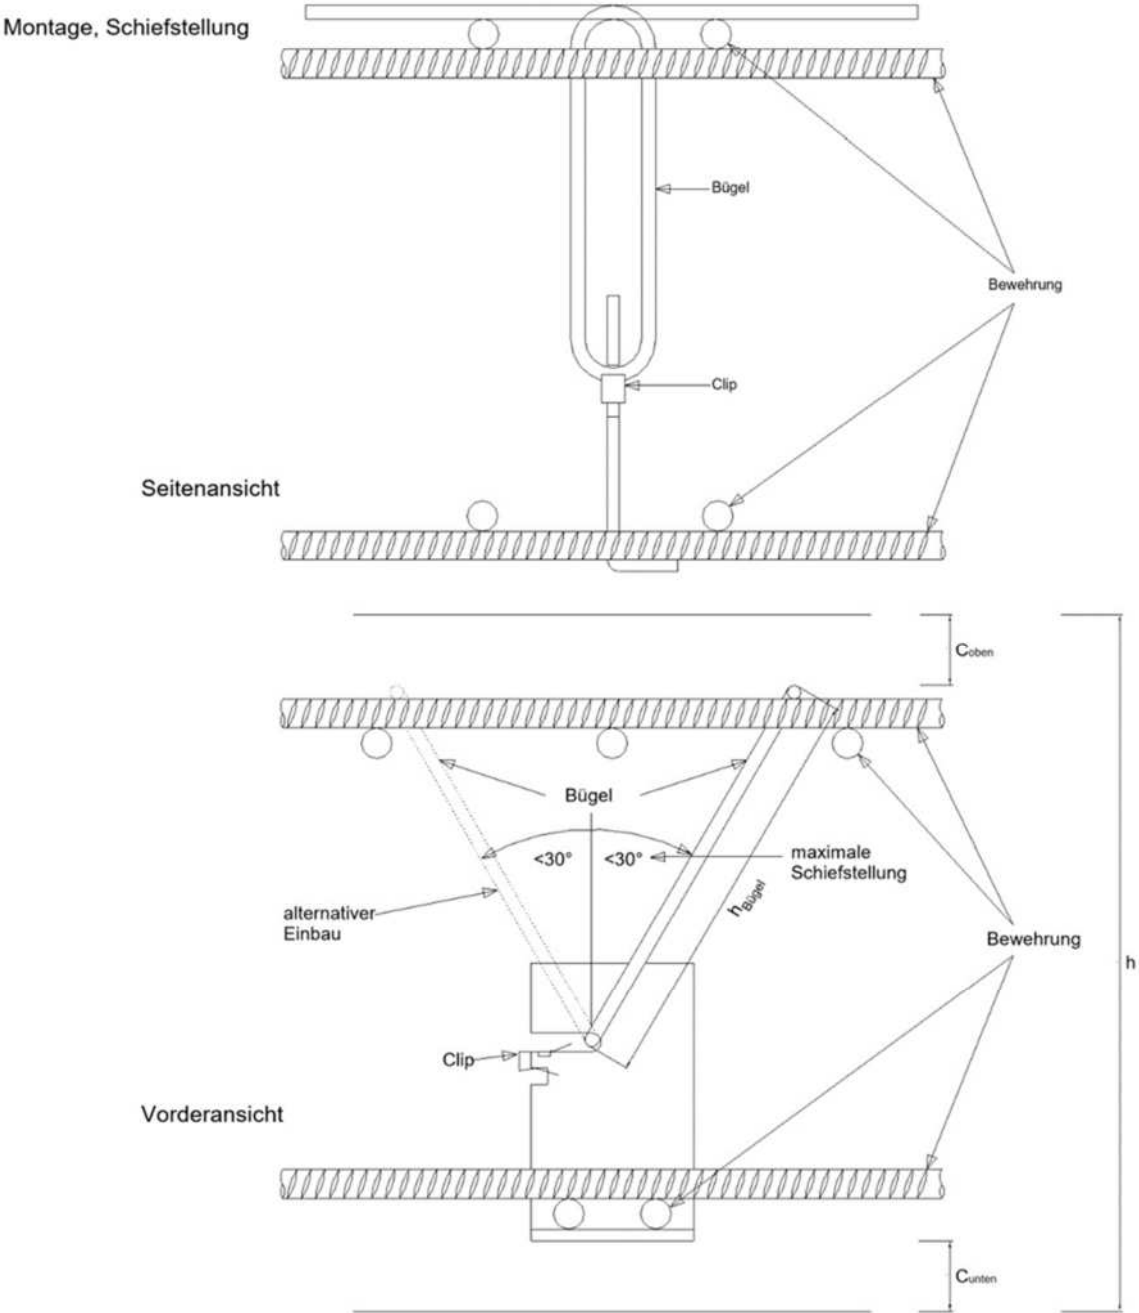 Montage, Schiefstellung
Bügel
Bewehrung
Clip
Seitenansicht
Coben
Bügel
<30° <30°
maximale
Schiefstellung
hBügel
alternativer
Einbau
Bewehrung
h
Clip
Vorderansicht
Cunten